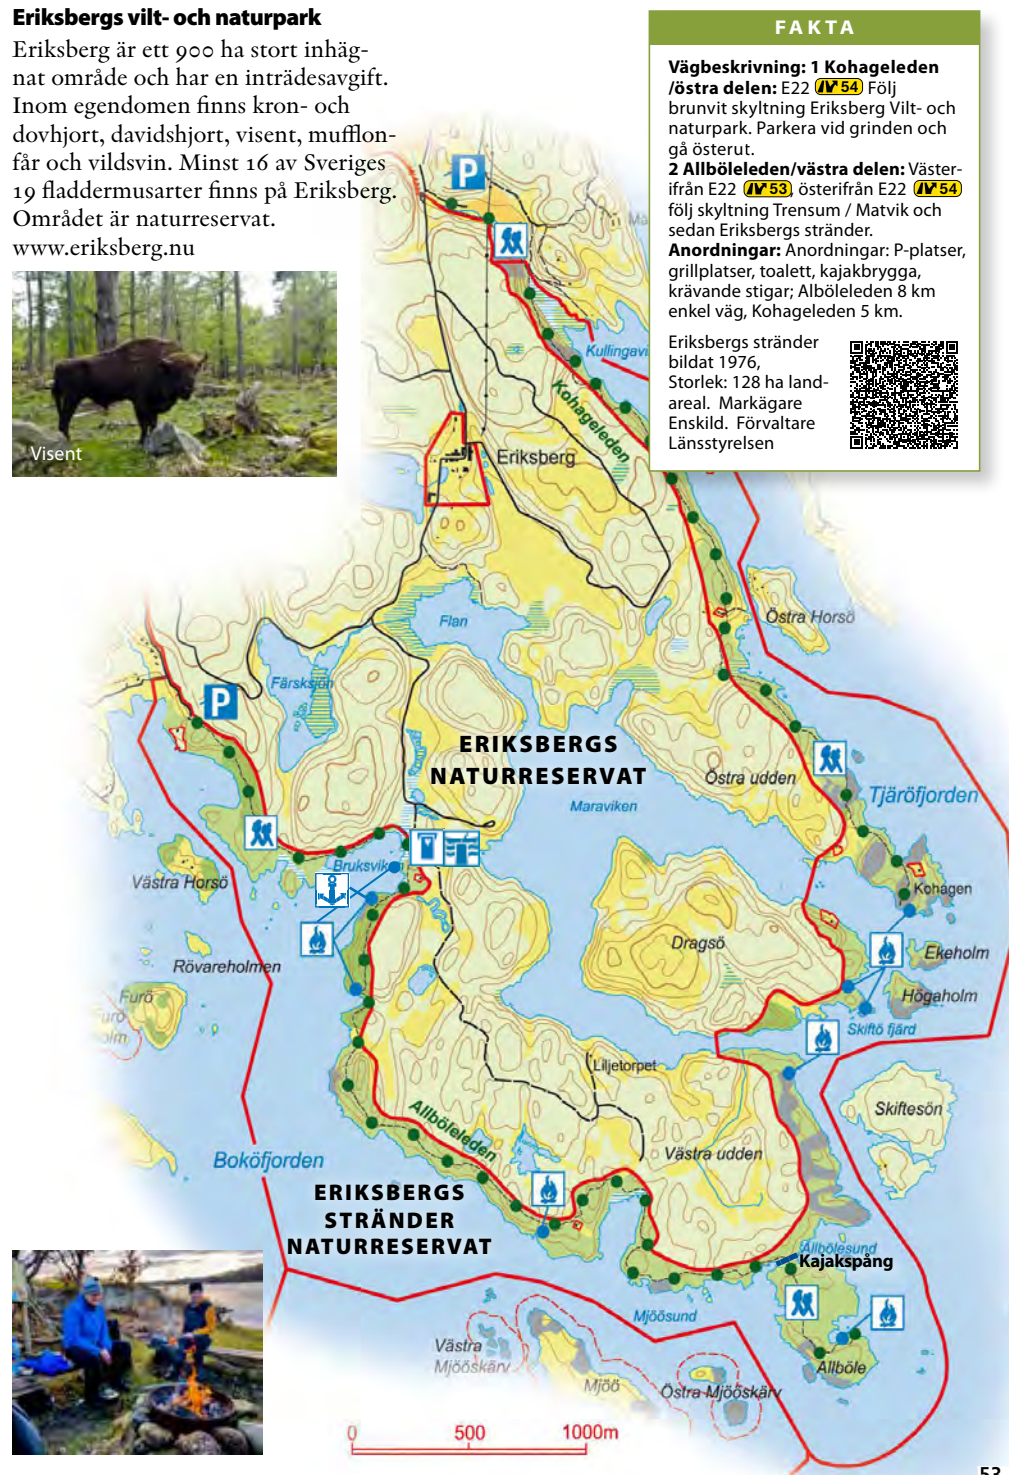 Eriksbergs vilt- och naturpark
Eriksberg är ett 900 ha stort inhäg-
nat område och har en inträdesavgift.
Inom egendomen finns kron- och
dovhjort, davidshjort, visent, mufflon-
får och vildsvin. Minst 16 av Sveriges
19 fladdermusarter finns på Eriksberg.
Området är naturreservat.
www.eriksberg.nu
Visent
FAKTA
Vägbeskrivning: 1 Kohageleden
/östra delen: E22 54 Följ
brunvit skyltning Eriksberg Vilt- och
naturpark. Parkera vid grinden och
gå österut.
2 Allböleleden/västra delen: Väster-
ifrån E22 53, österifrån E22 54
följ skyltning Trensum / Matvik och
sedan Eriksbergs stränder.
Anordningar: Anordningar: P-platser,
grillplatser, toalett, kajakbrygga,
krävande stigar; Alböleleden 8 km
enkel väg, Kohageleden 5 km.
Eriksbergs stränder
bildat 1976,
Storlek: 128 ha land-
areal. Markägare
Enskild. Förvaltare
Länsstyrelsen
P
Kullingavi
Kohageleden
Eriksberg
Östra Horsö
Flan
Färsksjön
P
ERIKSBERGS
NATURRESERVAT
Östra udden
Maraviken
Tjäröfjorden
Bruksviken
Västra Horsö
Kohagen
Dragsö
Ekeholm
Rövareholmen
Högaholm
Furö
Furö
olm
Skiftö fjärd
Liljetorpet
Skiftesön
Allböleleden
Västra udden
Boköfjorden
ERIKSBERGS
STRÄNDER
NATURRESERVAT
Allbölesund
Kajakspång
Mjöösund
Västra
Mjööskärv
Allböle
Mjöö
Östra Mjööskärv
0 500 1000m
53